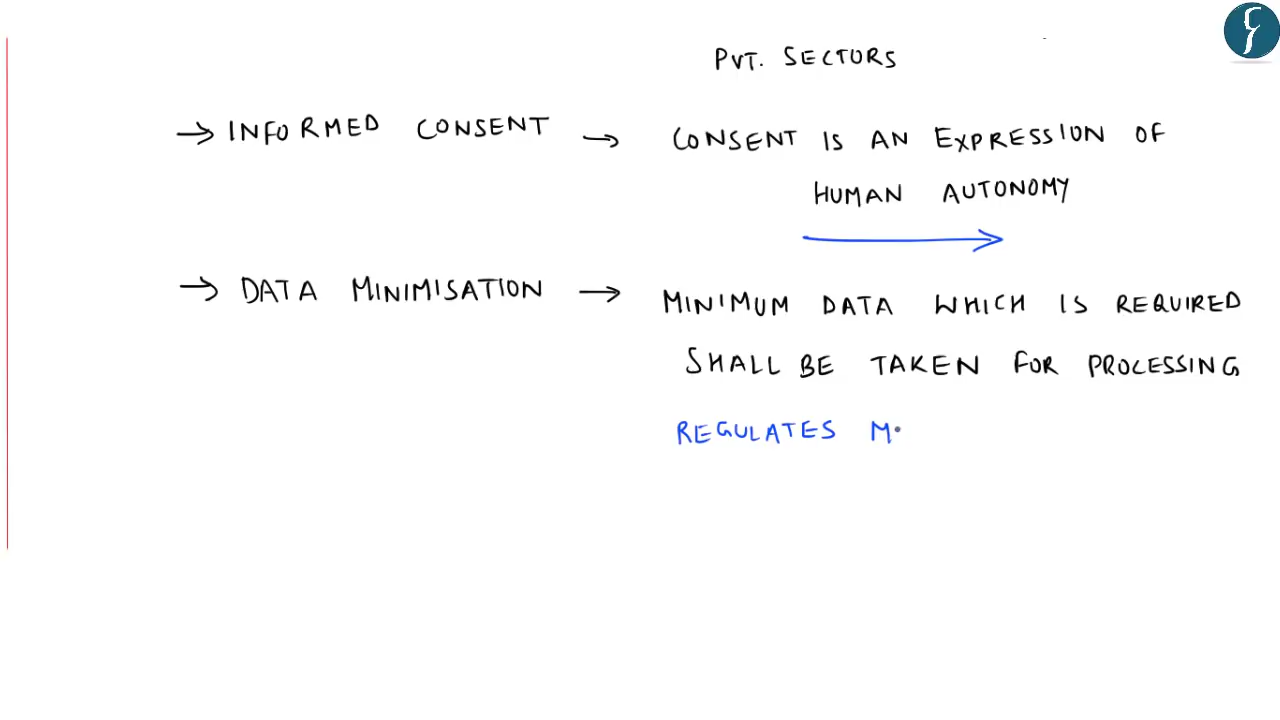 PVT. SECTORS
→ INFORMED CONSENT → CONSENT IS AN EXPRESSION OF
HUMAN AUTONOMY
→ DATA MINIMISATION → MINIMUM DATA WHICH IS REQUIRED
SHALL BE TAKEN FOR PROCESSING
REGULATES M